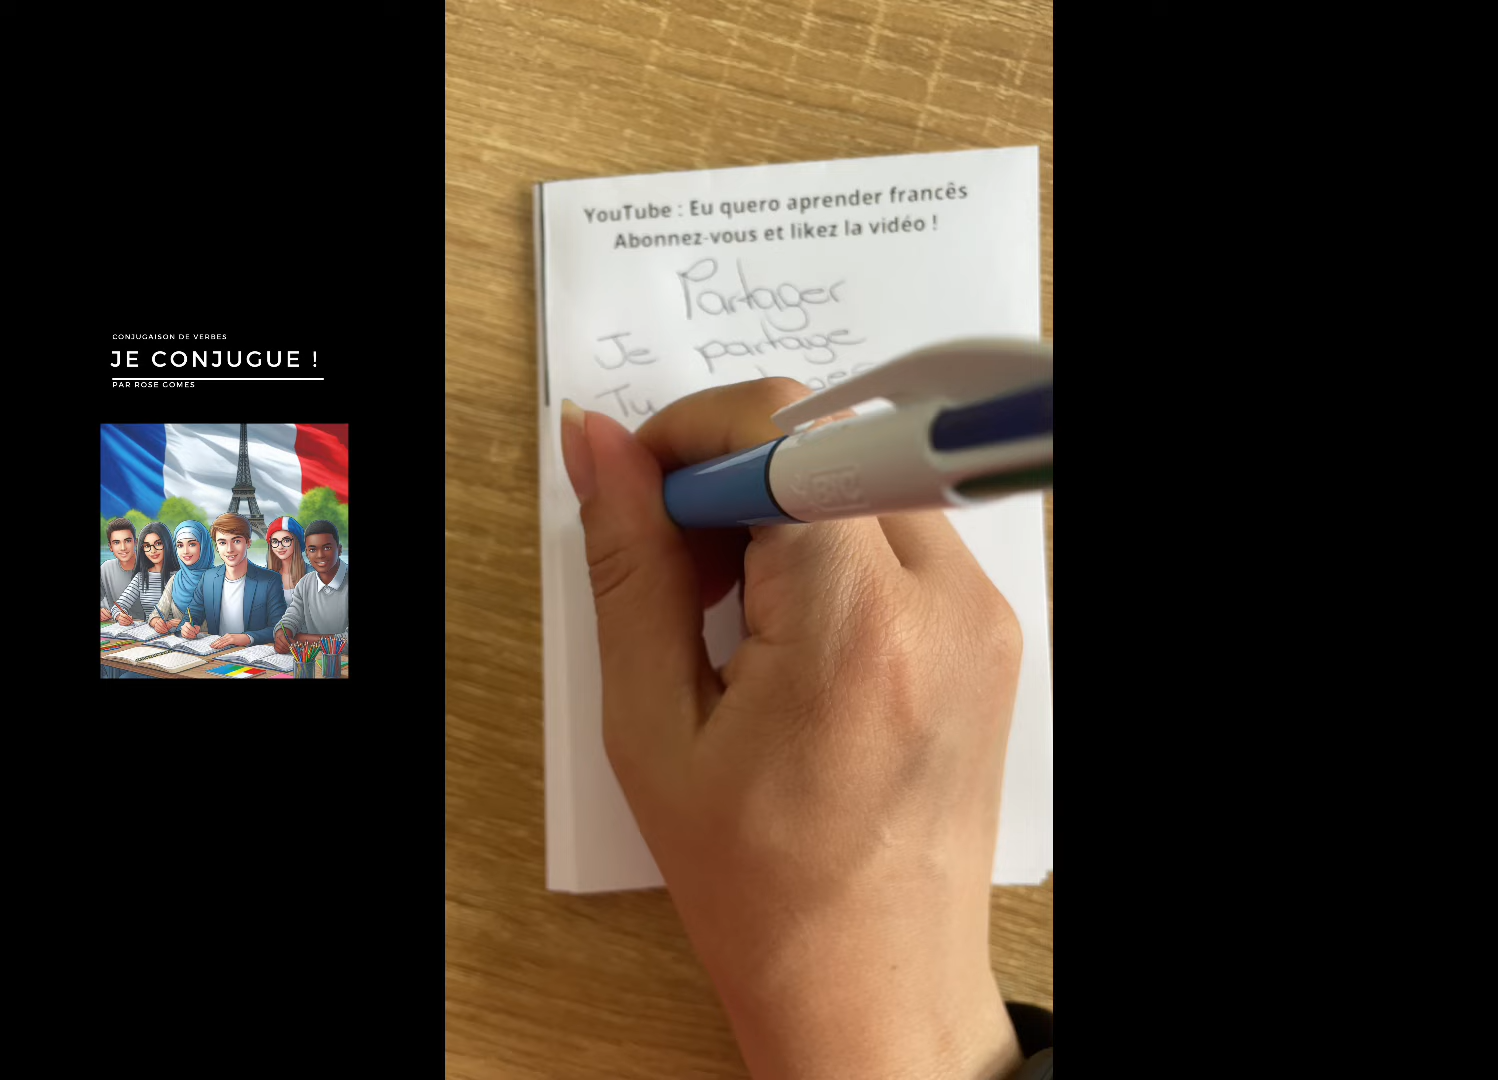 CONJUGAISON DE VERBES
JE CONJUGUE !
PAR ROSE GOMES
YouTube : Eu quero aprender francês
Abonnez-vous et likez la vidéo !
Partager
Je partage
Tu